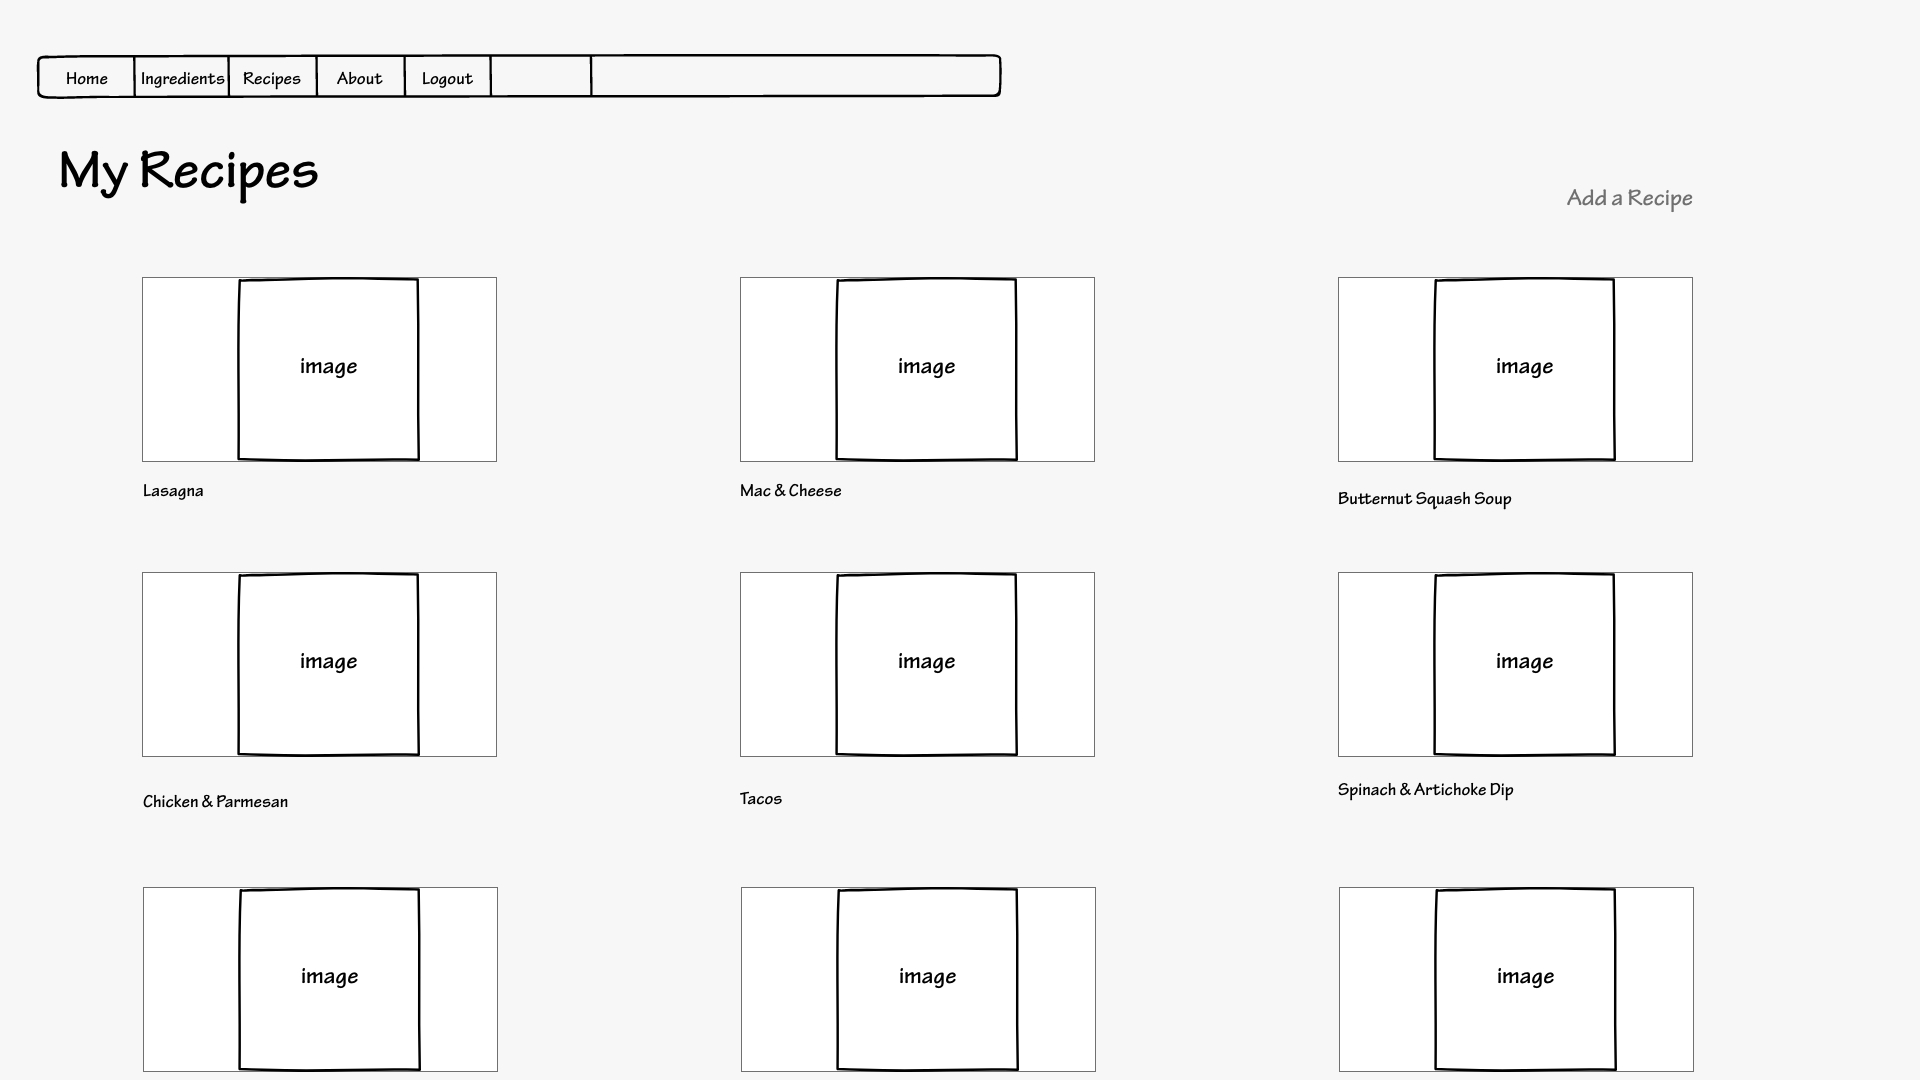 Home Ingredients Recipes About Logout
My Recipes
Add a Recipe
image image image
Lasagna Mac & Cheese Butternut Squash Soup
image image image
Chicken & Parmesan Tacos Spinach & Artichoke Dip
image image image